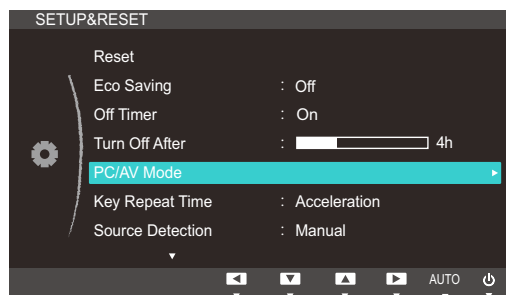 SETUP&RESET
Reset
Eco Saving : Off
Off Timer : On
Turn Off After : 4h
PC/AV Mode
Key Repeat Time : Acceleration
Source Detection : Manual
AUTO